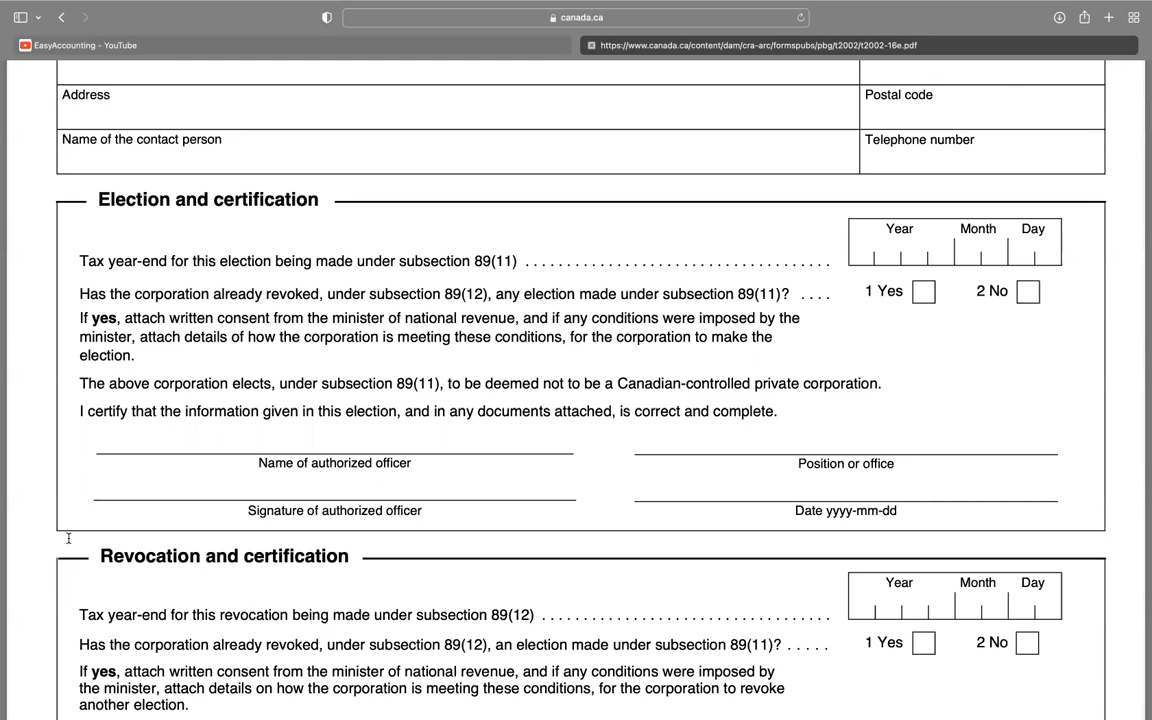 canada.ca
EasyAccounting - YouTube
https://www.canada.ca/content/dam/cra-arc/formspubs/pbg/t2002/t2002-16e.pdf
Address
Postal code
Name of the contact person
Telephone number
Election and certification
Year Month Day
Tax year-end for this election being made under subsection 89(11) . . . . . . . . . . . . . . . . . . . . . . . . . . . . . . . . . . . . .
Has the corporation already revoked, under subsection 89(12), any election made under subsection 89(11)? . . . . 1 Yes 2 No
If yes, attach written consent from the minister of national revenue, and if any conditions were imposed by the
minister, attach details of how the corporation is meeting these conditions, for the corporation to make the
election.
The above corporation elects, under subsection 89(11), to be deemed not to be a Canadian-controlled private corporation.
I certify that the information given in this election, and in any documents attached, is correct and complete.
Name of authorized officer
Position or office
Signature of authorized officer
Date yyyy-mm-dd
Revocation and certification
Year Month Day
Tax year-end for this revocation being made under subsection 89(12) . . . . . . . . . . . . . . . . . . . . . . . . . . . . . . . . . . .
Has the corporation already revoked, under subsection 89(12), an election made under subsection 89(11)? . . . . . 1 Yes 2 No
If yes, attach written consent from the minister of national revenue, and if any conditions were imposed by
the minister, attach details on how the corporation is meeting these conditions, for the corporation to revoke
another election.